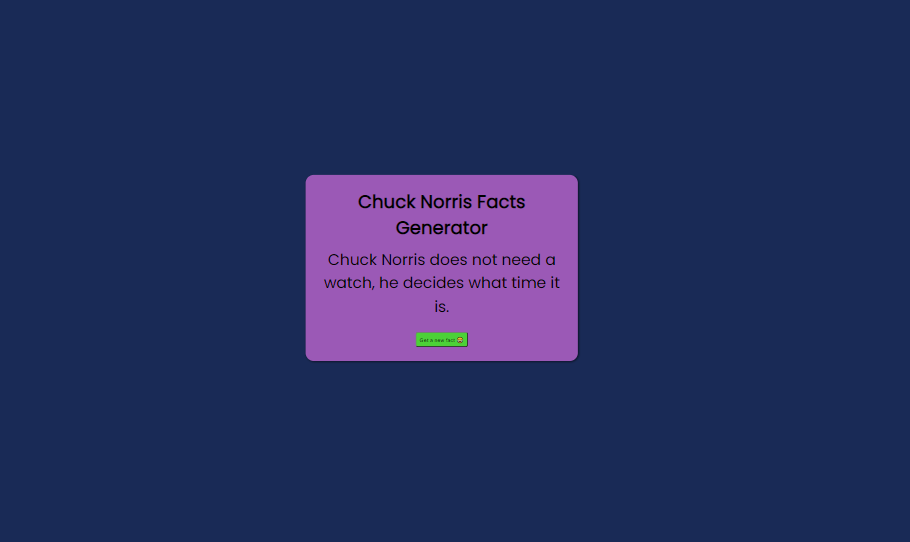 Chuck Norris Facts
Generator
Chuck Norris does not need a
watch, he decides what time it
is.
Get a new fact